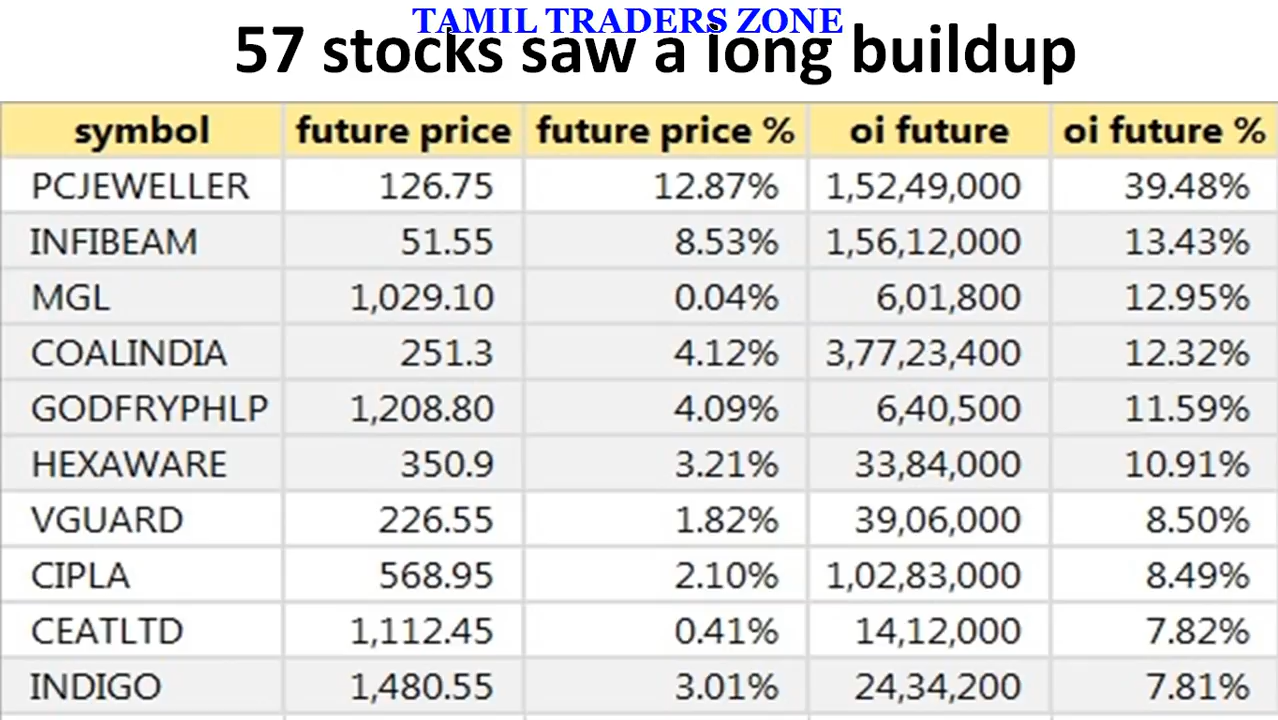 TAMIL TRADERS ZONE
57 stocks saw a long buildup
symbol future price future price % oi future oi future %
PCJEWELLER 126.75 12.87% 1,52,49,000 39.48%
INFIBEAM 51.55 8.53% 1,56,12,000 13.43%
MGL 1,029.10 0.04% 6,01,800 12.95%
COALINDIA 251.3 4.12% 3,77,23,400 12.32%
GODFRYPHLP 1,208.80 4.09% 6,40,500 11.59%
HEXAWARE 350.9 3.21% 33,84,000 10.91%
VGUARD 226.55 1.82% 39,06,000 8.50%
CIPLA 568.95 2.10% 1,02,83,000 8.49%
CEATLTD 1,112.45 0.41% 14,12,000 7.82%
INDIGO 1,480.55 3.01% 24,34,200 7.81%